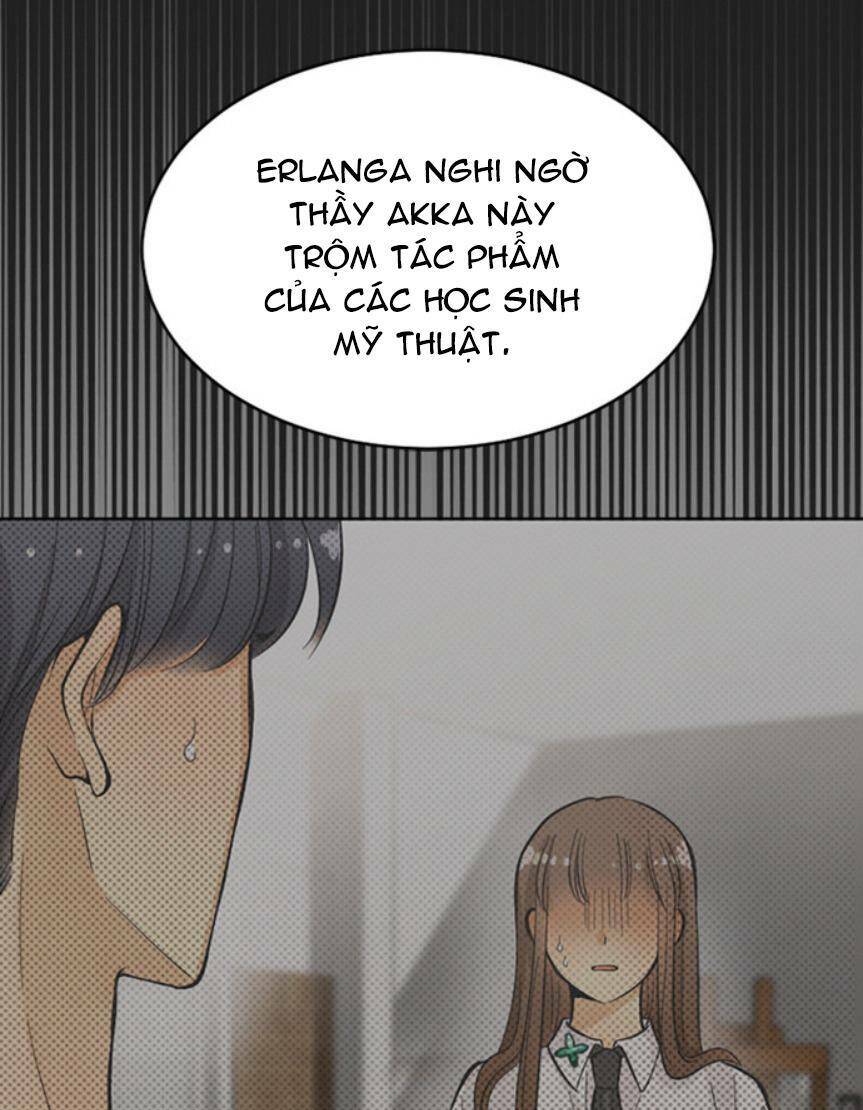 ERLANGA NGHI NGỜ
THẦY AKKA NÀY
TRỘM TÁC PHẨM
CỦA CÁC HỌC SINH
MỸ THUẬT.